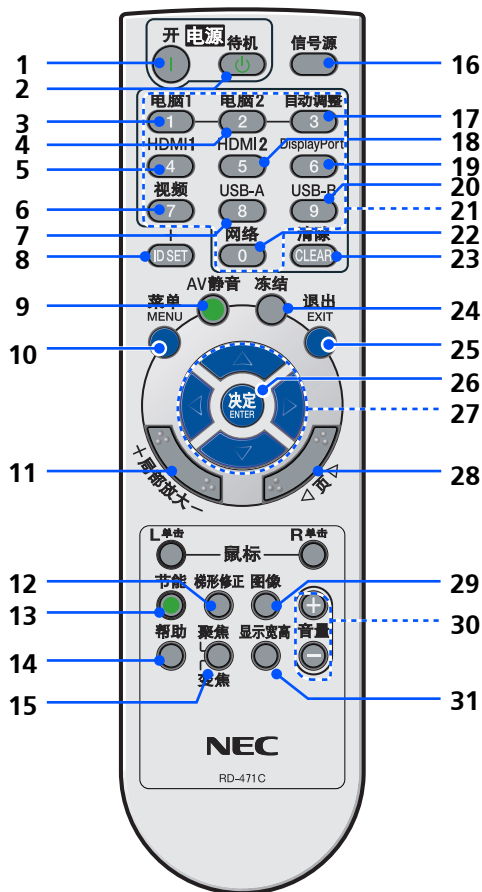 开 电源 待机 信号源
1 16
2
电脑1 电脑2 自动调整
3 1 2 3 17
4 18
HDMI1 HDMI2 DisplayPort
5 4 5 6 19
视频 USB-A USB-B 20
6 7 8 9 21
7 网络 清除 22
8 ID SET 0 CLEAR 23
AV静音 冻结
9 24
菜单 退出
MENU EXIT
10 25
决定 26
ENTER 27
11 +局部放大− ◁页▷ 28
L单击 R单击
鼠标
12 节能 梯形修正 图像 29
13 + 30
帮助 聚焦 显示宽高 音量
14 −
15 变焦 31
NEC
RD-471C